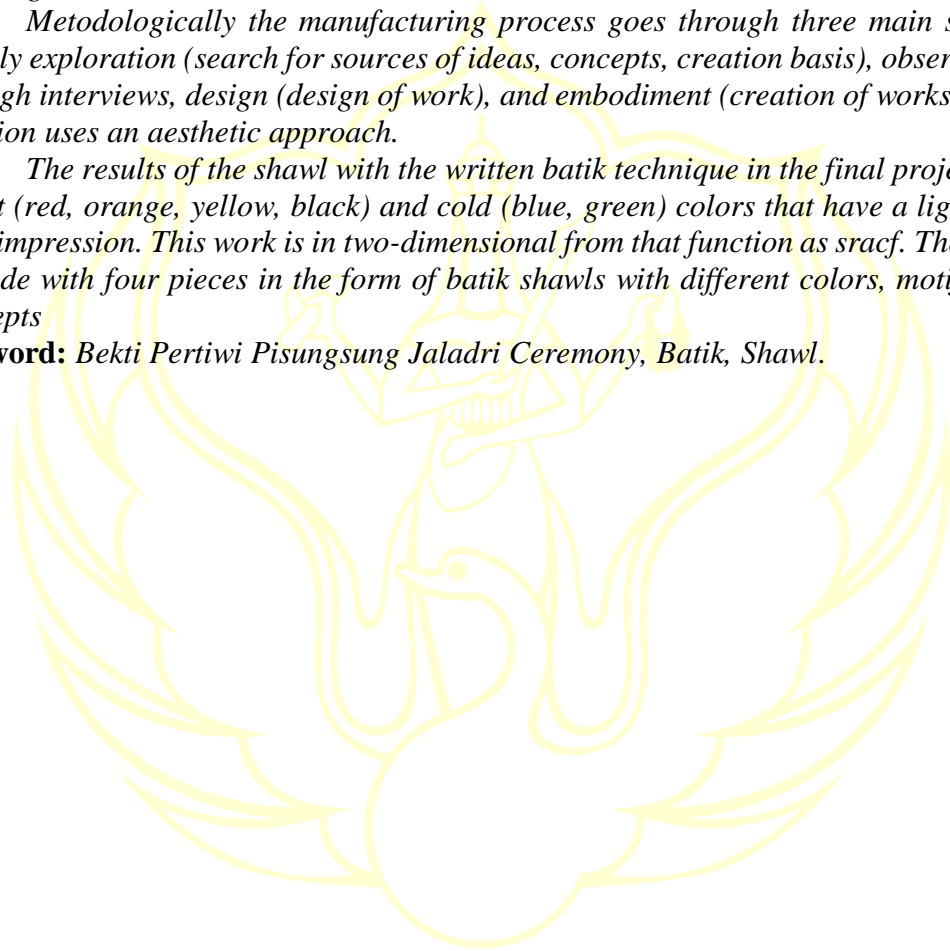 Metodologically the manufacturing process goes through three main s
ly exploration (search for sources of ideas, concepts, creation basis), obser
gh interviews, design (design of work), and embodiment (creation of works
ion uses an aesthetic approach.
The results of the shawl with the written batik technique in the final proje
t (red, orange, yellow, black) and cold (blue, green) colors that have a lig
impression. This work is in two-dimensional from that function as sracf. The
de with four pieces in the form of batik shawls with different colors, moti
epts
word: Bekti Pertiwi Pisungsung Jaladri Ceremony, Batik, Shawl.